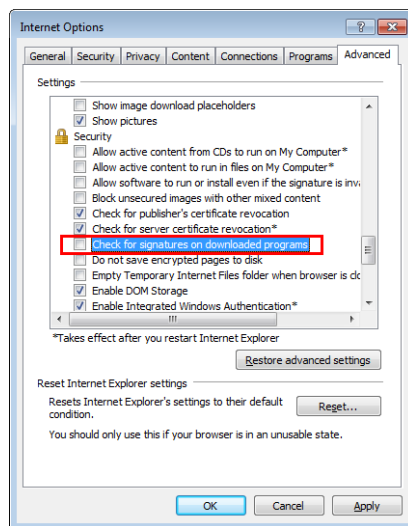 Internet Options
General Security Privacy Content Connections Programs Advanced
Settings
Show image download placeholders
Show pictures
Security
Allow active content from CDs to run on My Computer*
Allow active content to run in files on My Computer*
Allow software to run or install even if the signature is
Block unsecured images with other mixed content
Check for publisher's certificate revocation
Check for server certificate revocation*
Check for signatures on downloaded programs
Do not save encrypted pages to disk
Empty Temporary Internet Files folder when browser is
Enable DOM Storage
Enable Integrated Windows Authentication*
*Takes effect after you restart Internet Explorer
Restore advanced settings
Reset Internet Explorer settings
Resets Internet Explorer's settings to their default
condition.
Reset...
You should only use this if your browser is in an unusable state.
OK Cancel Apply